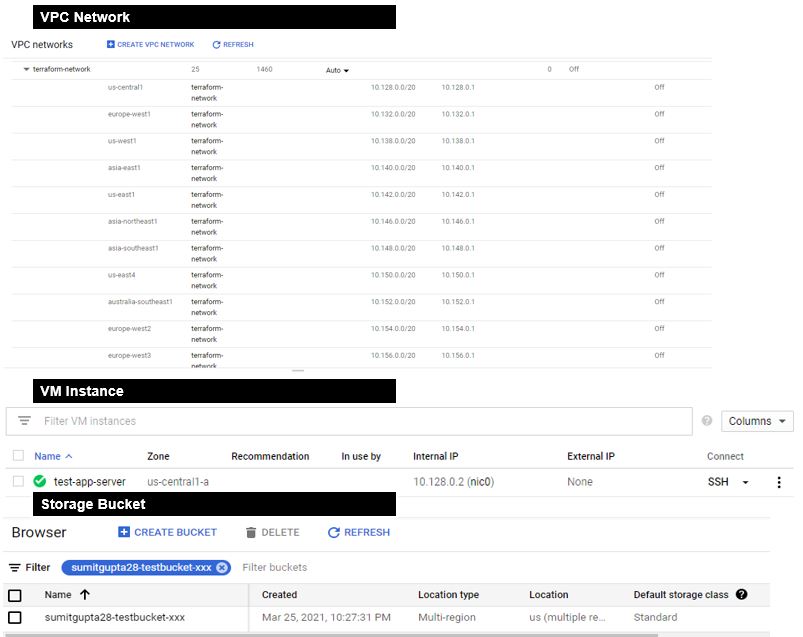 VPC Network
VPC networks CREATE VPC NETWORK REFRESH
terraform-network 25 1460 Auto 0 Off
us-central1 terraform-network 10.128.0.0/20 10.128.0.1 Off
europe-west1 terraform-network 10.132.0.0/20 10.132.0.1 Off
us-west1 terraform-network 10.138.0.0/20 10.138.0.1 Off
asia-east1 terraform-network 10.140.0.0/20 10.140.0.1 Off
us-east1 terraform-network 10.142.0.0/20 10.142.0.1 Off
asia-northeast1 terraform-network 10.146.0.0/20 10.146.0.1 Off
asia-southeast1 terraform-network 10.148.0.0/20 10.148.0.1 Off
us-east4 terraform-network 10.150.0.0/20 10.150.0.1 Off
australia-southeast1 terraform-network 10.152.0.0/20 10.152.0.1 Off
europe-west2 terraform-network 10.154.0.0/20 10.154.0.1 Off
europe-west3 terraform-network 10.156.0.0/20 10.156.0.1 Off
VM Instance
Filter VM instances Columns
Name Zone Recommendation In use by Internal IP External IP Connect
test-app-server us-central1-a 10.128.0.2 (nic0) None SSH
Storage Bucket
Browser CREATE BUCKET DELETE REFRESH
Filter sumitgupta28-testbucket-xxx Filter buckets
Name Created Location type Location Default storage class
sumitgupta28-testbucket-xxx Mar 25, 2021, 10:27:31 PM Multi-region us (multiple re... Standard